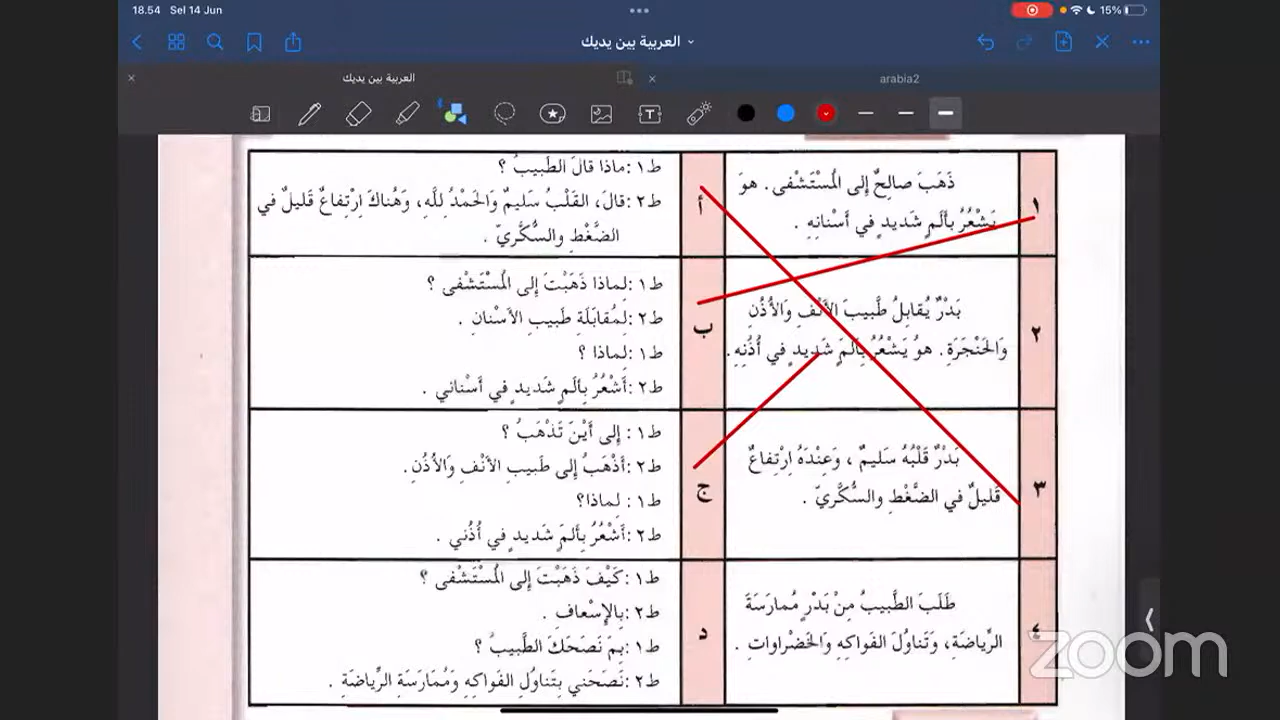 18.54 Sel 14 Jun
15%
العربية بين يديك
العربية بين يديك
arabia2
١
ذَهَبَ صالِحٌ إلى المُسْتَشْفى. هوَ
يَشْعُرُ بِأَلَمٍ شَديدٍ في أَسْنانِهِ .
أ
ط١ :ماذا قالَ الطَبيبُ ؟
ط٢ :قالَ، القَلْبُ سَليمٌ وَالحَمْدُ لِلَّهِ، وَهُناكَ اِرْتِفاعٌ قَليلٌ في
الضَّغْطِ والسُّكَّريّ .
٢
بَدْرٌ يُقابِلُ طَّبيبَ الأَنْفِ وَالأُذُنِ
وَالحَنْجَرَةِ. هوُ يَشْعُرُ بِأَلَمَ شَديدٍ في أُذُنِهِ.
ب
ط١ :لِماذا ذَهَبْتَ إلى المُسْتَشْفى ؟
ط٢ :لِمُقابَلَةِ طَبيبِ الأَسْنانِ .
ط١ :لِماذا ؟
ط٢ :أَشْعُرُ بِأَلَمٍ شَديدٍ في أَسْناني .
٣
بَدْرٌ قَلْبُهُ سَليمٌ ، وَعِنْدَهُ اِرْتِفاعٌ
قَليلٌ في الضَّغْطِ والسُّكَّريّ .
ج
ط١ : إلى أَيْنَ تَذْهَبُ ؟
ط٢ :أَذْهَبُ إلى طَبيبِ الأَنْفِ وَالأُذُنِ.
ط١ : لِماذا؟
ط٢ :أَشْعُرُ بِأَلَمَ شَديدٍ في أُذُني .
٤
طَلَبَ الطَّبيبُ مِنْ بَدْرٍ مُمارَسَةَ
الرِّياضَةِ، وَتَناوُلَ الفَواكِهِ وَالخَضْراواتِ .
د
ط١ :كَيْفَ ذَهَبْتَ إلى المُسْتَشْفى ؟
ط٢ :بِالإِسْعافِ .
ط١ :بِمَ نَصَحَكَ الطَّبيبُ ؟
ط٢ :نَصَحَني بِتَناوُلِ الفَواكِهِ وَمُمارَسَةِ الرِّياضَةِ .
zoom